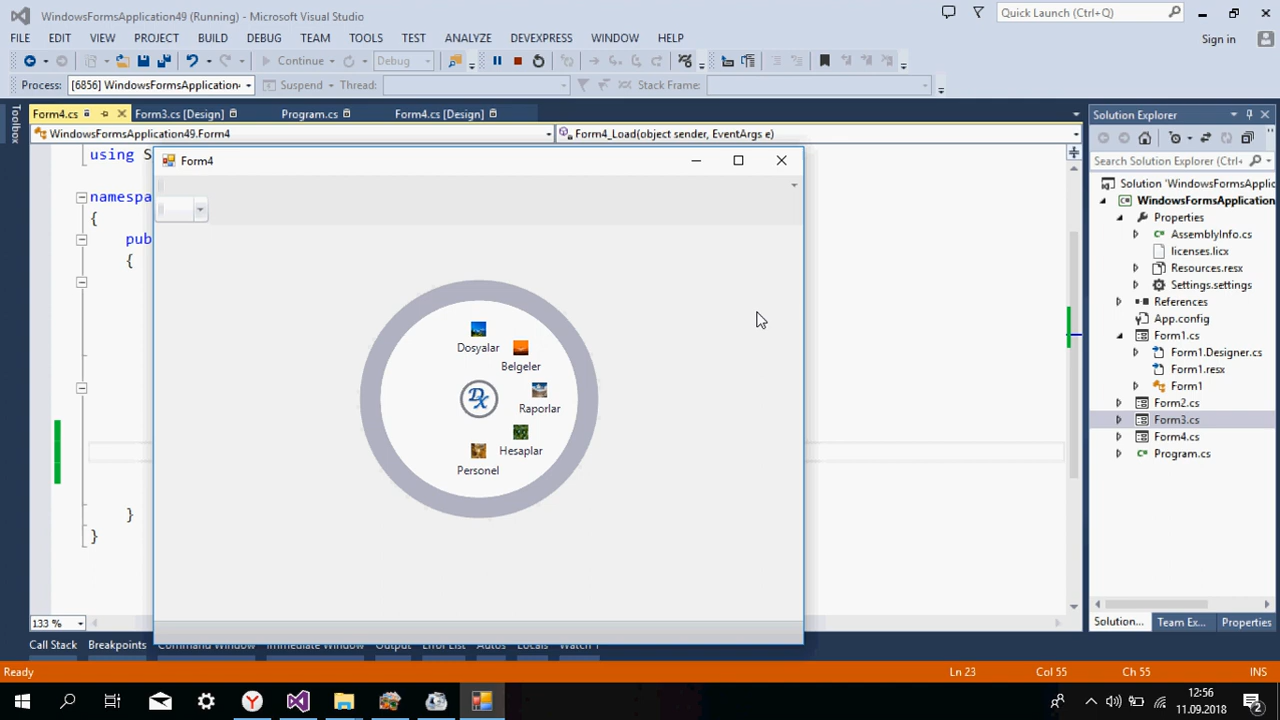 WindowsFormsApplication49 (Running) - Microsoft Visual Studio
Quick Launch (Ctrl+Q)
FILE EDIT VIEW PROJECT BUILD DEBUG TEAM TOOLS TEST ANALYZE DEVEXPRESS WINDOW HELP
Sign in
Continue Debug
Process: [6856] WindowsFormsApplication4 Suspend Thread: Stack Frame:
Form4.cs Form3.cs [Design] Program.cs Form4.cs [Design]
Solution Explorer
Toolbox
WindowsFormsApplication49.Form4 Form4_Load(object sender, EventArgs e)
using S
Form4
Search Solution Explorer (Ctrl+
Solution 'WindowsFormsApplic
WindowsFormsApplication
namespa
{
Properties
AssemblyInfo.cs
pub
licenses.licx
{
Resources.resx
Settings.settings
References
App.config
Form1.cs
Form1.Designer.cs
Form1.resx
Form1
Form2.cs
Form3.cs
Form4.cs
Program.cs
Dosyalar
Belgeler
DX
Raporlar
Hesaplar
Personel
}
}
133 %
Solution... Team Ex... Properties
Call Stack Breakpoints Command Window Immediate Window Output Error List Autos Locals Watch 1
Ready Ln 23 Col 55 Ch 55 INS
12:56
11.09.2018
2